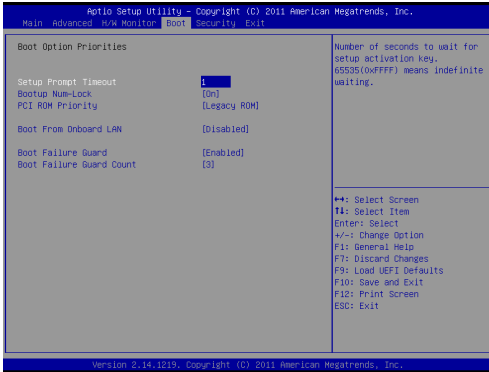 Aptio Setup Utility – Copyright (C) 2011 American Megatrends, Inc.
Main Advanced H/W Monitor Boot Security Exit
Boot Option Priorities
Setup Prompt Timeout 1
Bootup Num-Lock [On]
PCI ROM Priority [Legacy ROM]
Boot From Onboard LAN [Disabled]
Boot Failure Guard [Enabled]
Boot Failure Guard Count [3]
Number of seconds to wait for
setup activation key.
65535(0xFFFF) means indefinite
waiting.
→←: Select Screen
↑↓: Select Item
Enter: Select
+/-: Change Option
F1: General Help
F7: Discard Changes
F9: Load UEFI Defaults
F10: Save and Exit
F12: Print Screen
ESC: Exit
Version 2.14.1219. Copyright (C) 2011 American Megatrends, Inc.